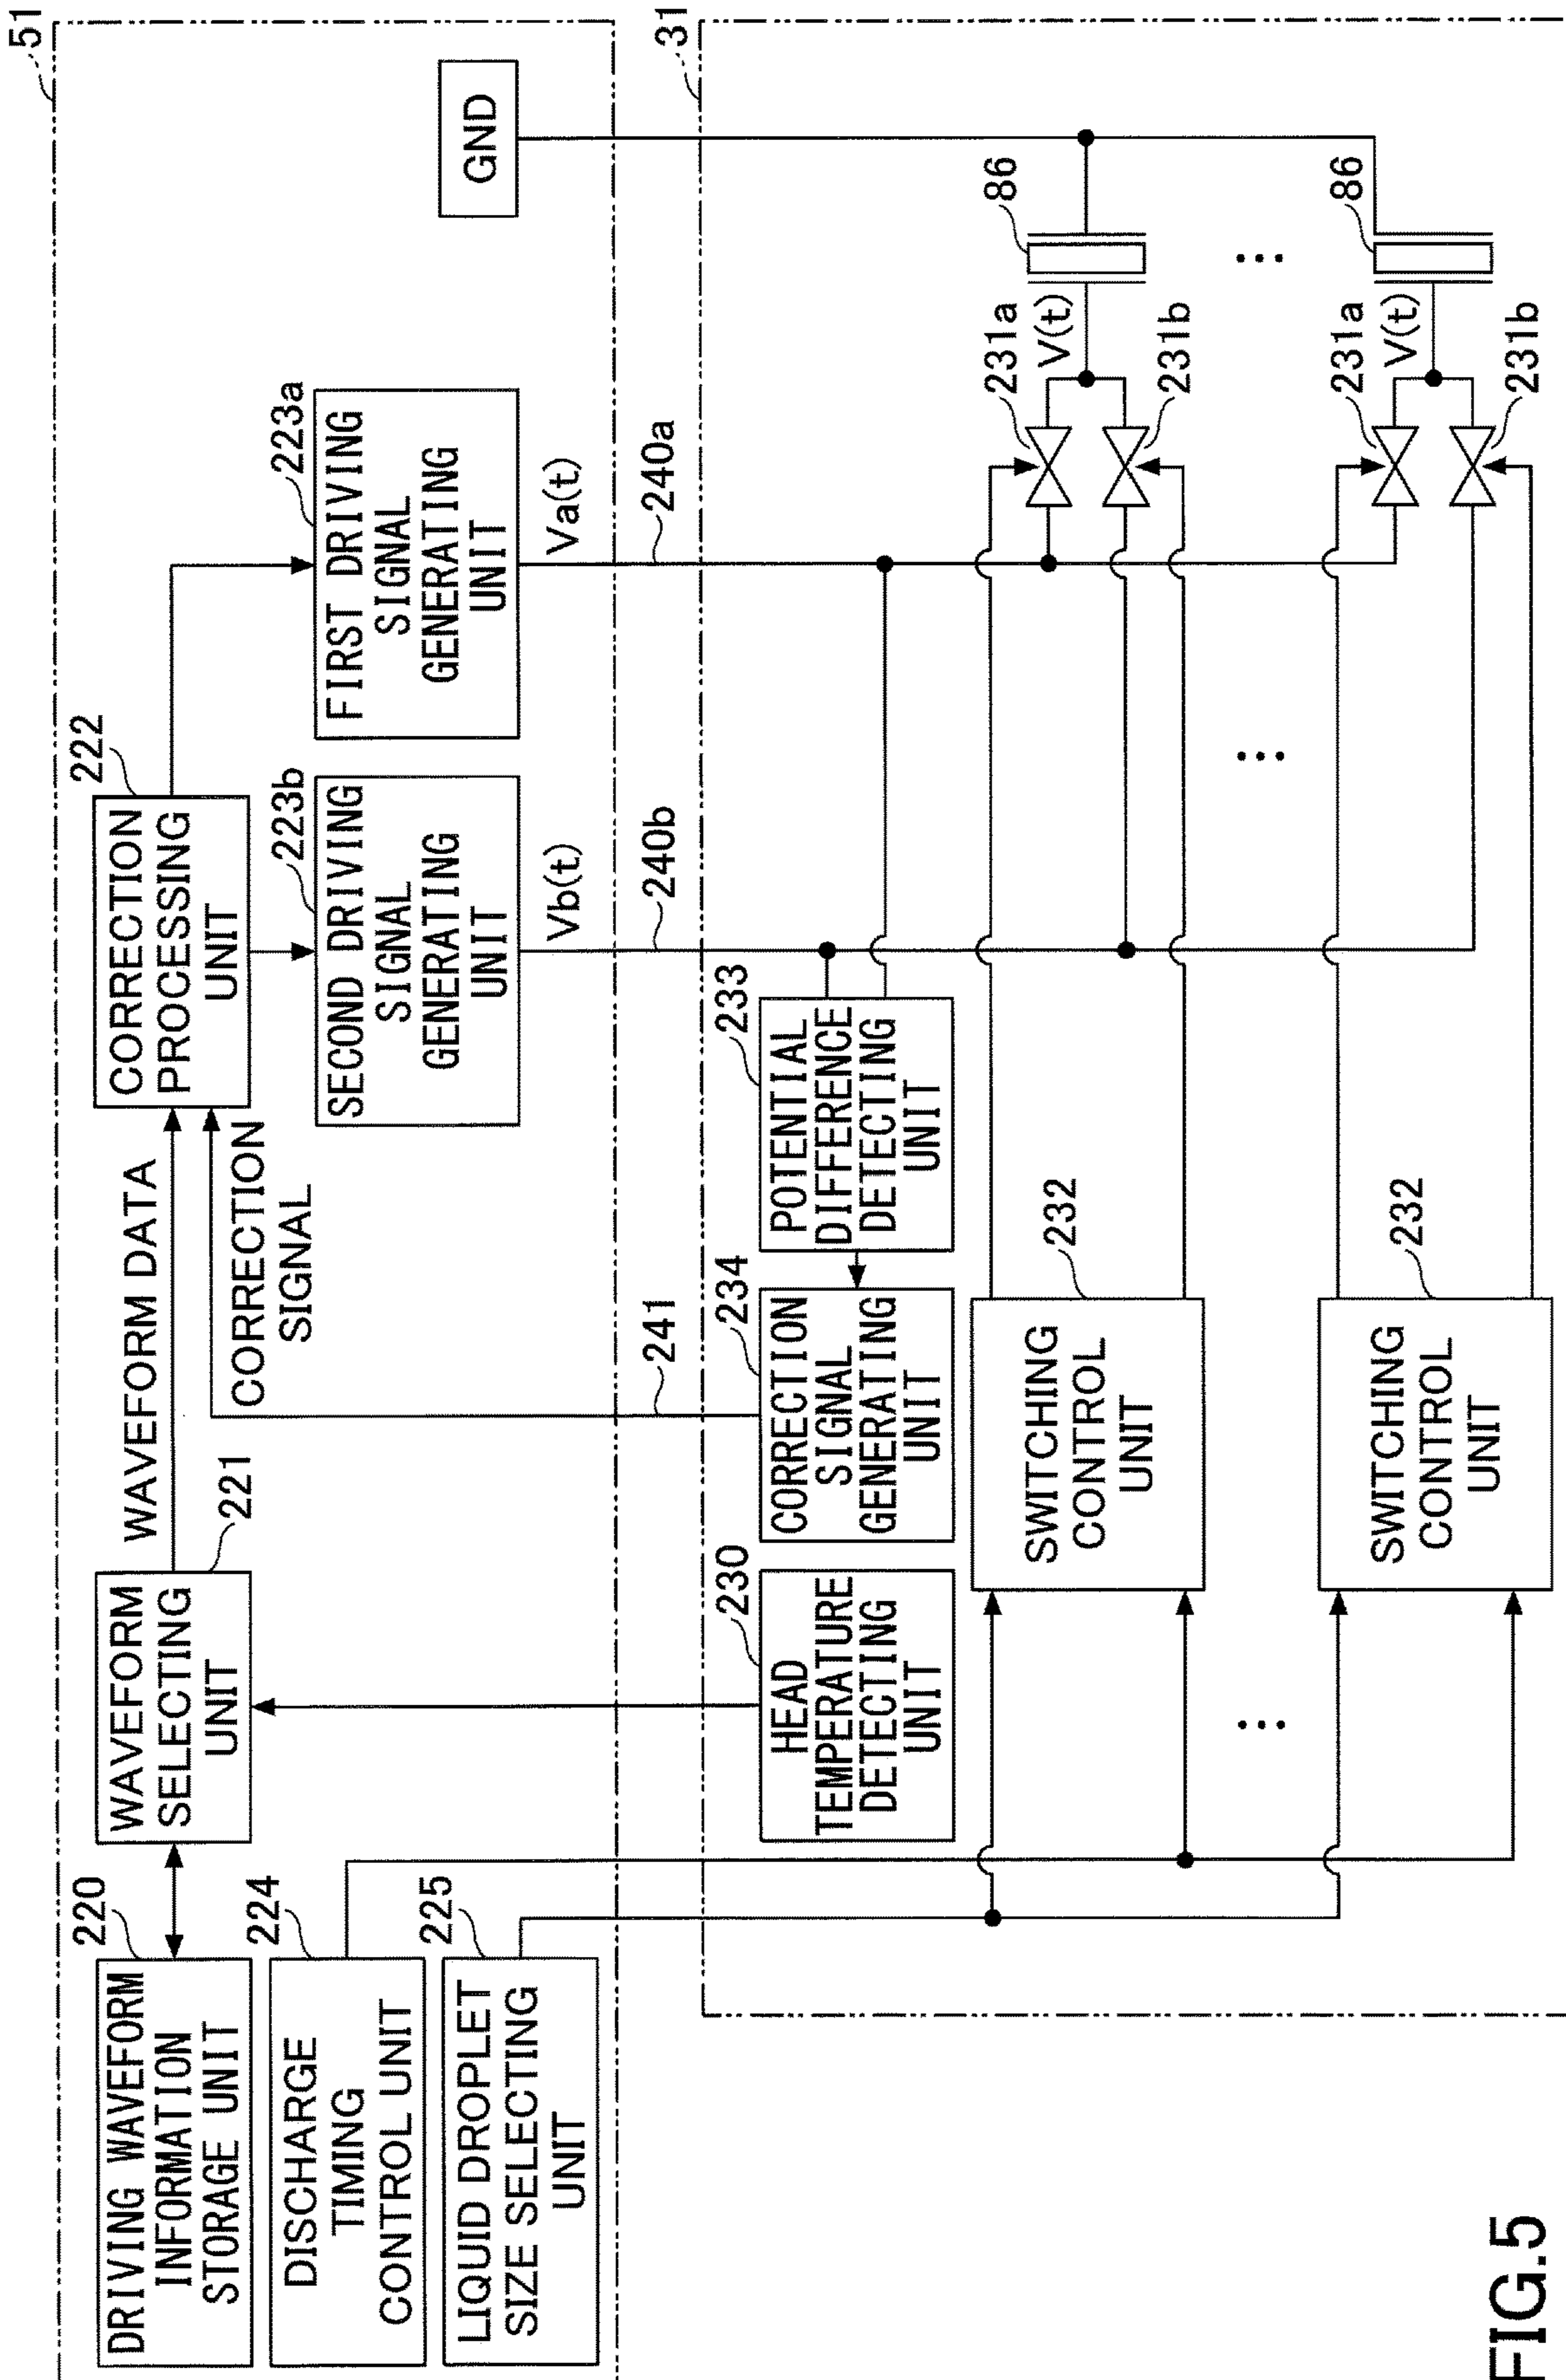 51
220
DRIVING WAVEFORM
INFORMATION
STORAGE UNIT
WAVEFORM
SELECTING
UNIT
221
WAVEFORM DATA
CORRECTION
SIGNAL
222
CORRECTION
PROCESSING
UNIT
224
DISCHARGE
TIMING
CONTROL UNIT
225
LIQUID DROPLET
SIZE SELECTING
UNIT
223b
SECOND DRIVING
SIGNAL
GENERATING
UNIT
223a
FIRST DRIVING
SIGNAL
GENERATING
UNIT
GND
Vb(t)
Va(t)
241
240b
240a
31
230
HEAD
TEMPERATURE
DETECTING
UNIT
234
CORRECTION
SIGNAL
GENERATING
UNIT
233
POTENTIAL
DIFFERENCE
DETECTING
UNIT
232
SWITCHING
CONTROL
UNIT
231a
V(t)
86
231b
...
...
...
232
SWITCHING
CONTROL
UNIT
231a
V(t)
86
231b
FIG.5